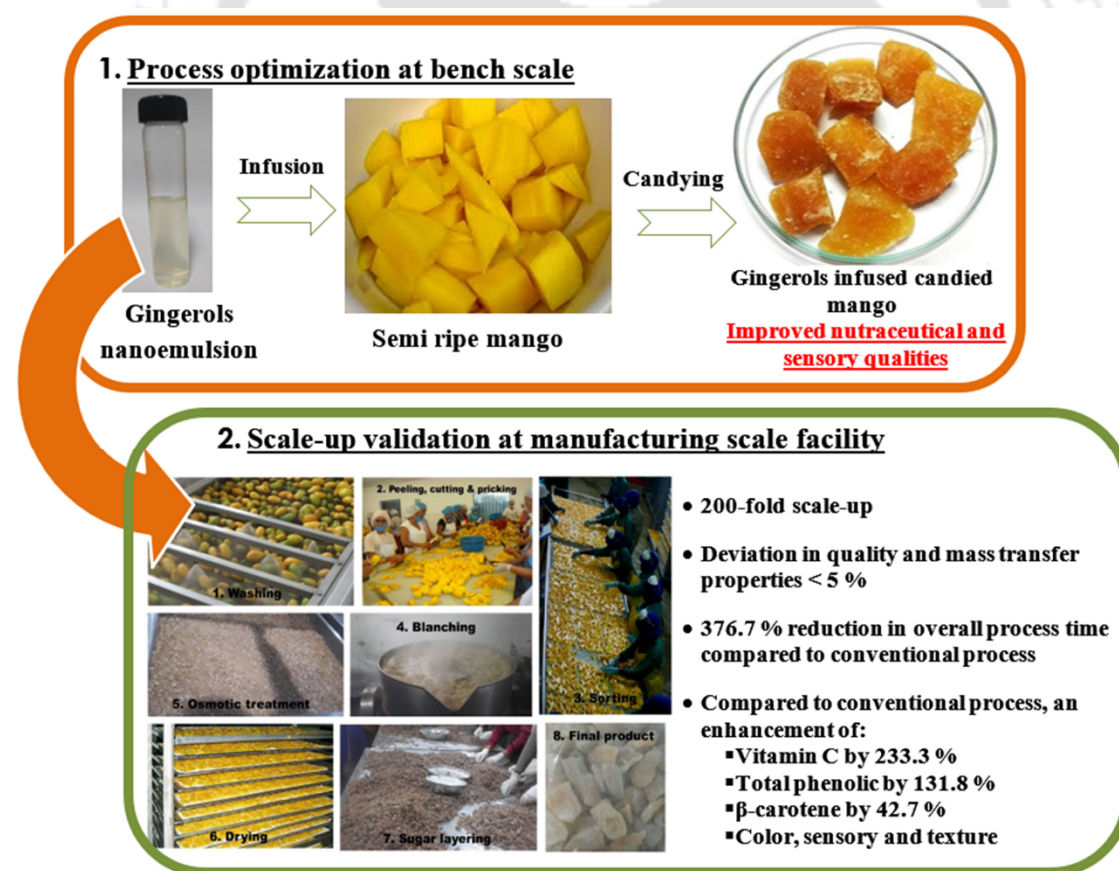 1. Process optimization at bench scale
Infusion
Candying
Gingerols
nanoemulsion
Semi ripe mango
Gingerols infused candied
mango
Improved nutraceutical and
sensory qualities
2. Scale-up validation at manufacturing scale facility
1. Washing
2. Peeling, cutting & pricking
3. Sorting
4. Blanching
5. Osmotic treatment
6. Drying
7. Sugar layering
8. Final product
• 200-fold scale-up
• Deviation in quality and mass transfer
properties < 5 %
• 376.7 % reduction in overall process time
compared to conventional process
• Compared to conventional process, an
enhancement of:
▪Vitamin C by 233.3 %
▪Total phenolic by 131.8 %
▪β-carotene by 42.7 %
▪Color, sensory and texture